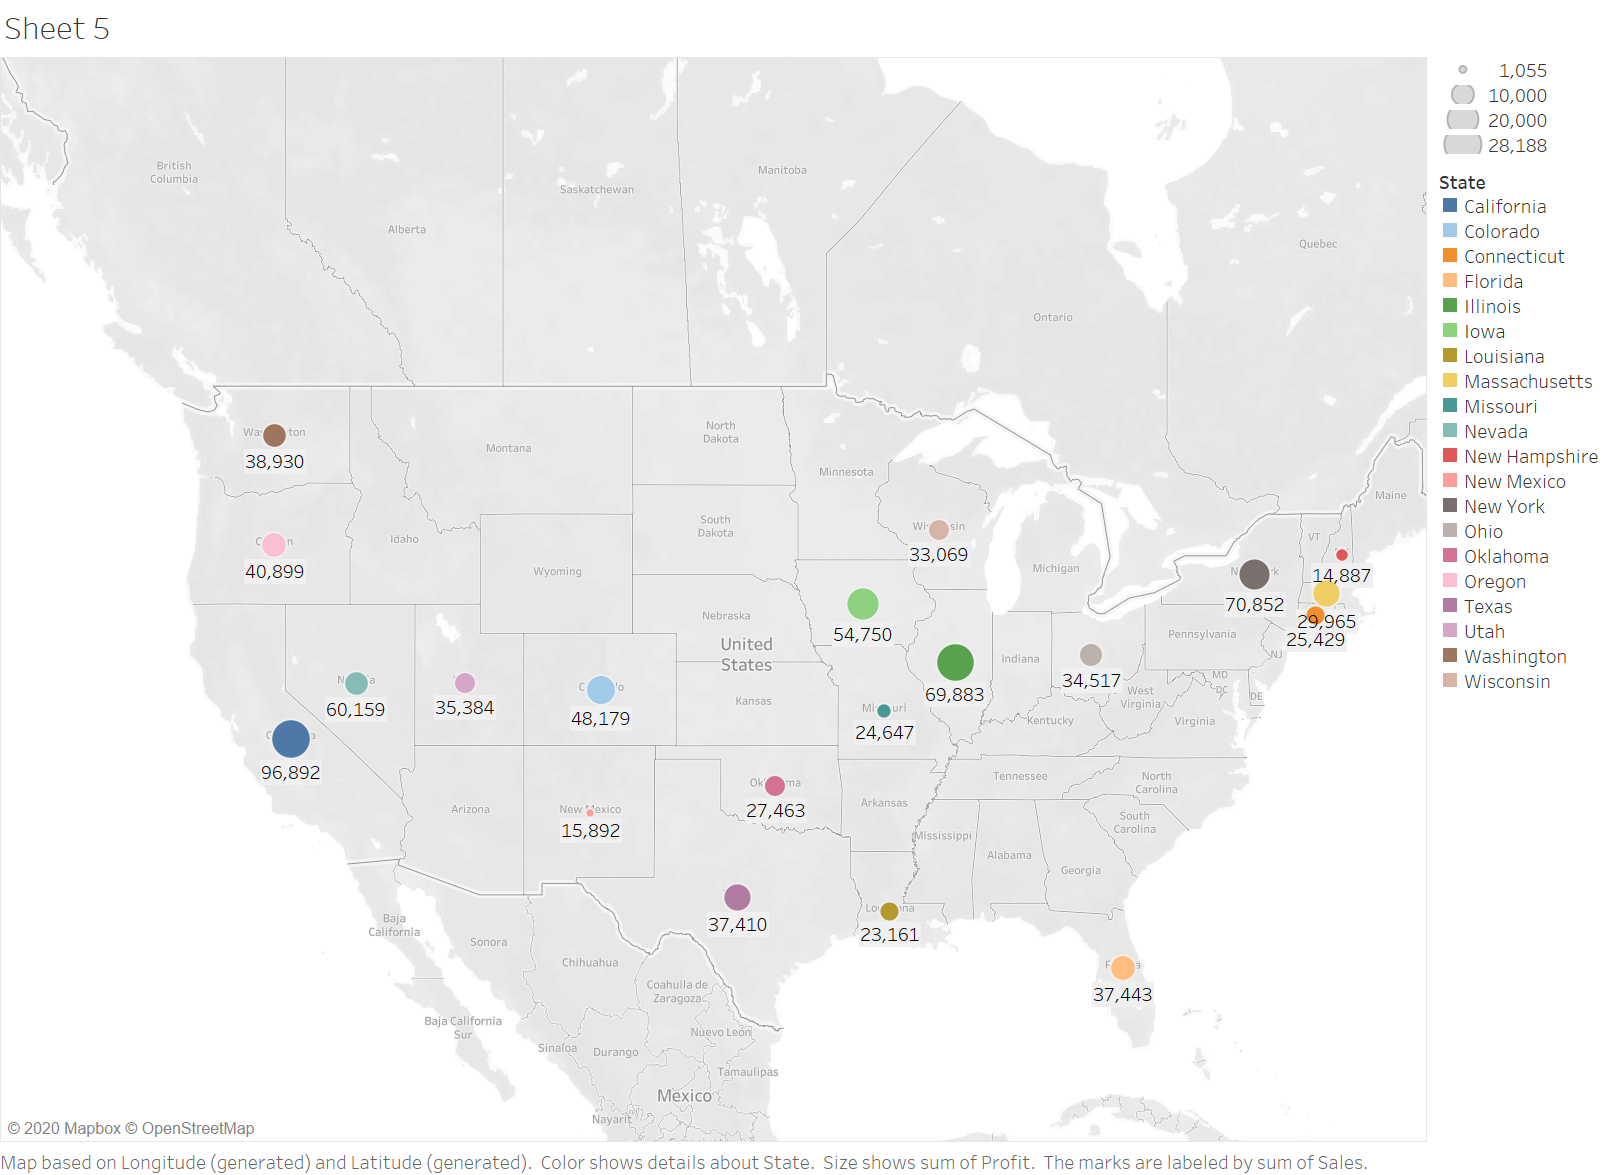 Sheet 5
1,055
10,000
20,000
28,188
State
California
Colorado
Connecticut
Florida
Illinois
Iowa
Louisiana
Massachusetts
Missouri
Nevada
New Hampshire
New Mexico
New York
Ohio
Oklahoma
Oregon
Texas
Utah
Washington
Wisconsin
British
Columbia
Alberta
Saskatchewan
Manitoba
Ontario
Quebec
38,930
Montana
North
Dakota
Minnesota
Maine
40,899
Idaho
South
Dakota
33,069
VT
Wyoming
Michigan
14,887
70,852
Nebraska
54,750
29,965
25,429
Pennsylvania
United
States
Indiana
NJ
60,159
35,384
48,179
Kansas
69,883
34,517
MD
DC
DE
West
Virginia
Virginia
Kentucky
24,647
96,892
Arizona
New Mexico
15,892
27,463
Arkansas
Tennessee
North
Carolina
South
Carolina
Mississippi
Alabama
Georgia
37,410
23,161
37,443
Baja
California
Sonora
Chihuahua
Coahuila de
Zaragoza
Baja California
Sur
Nuevo León
Sinaloa
Durango
Tamaulipas
Mexico
Nayarit
© 2020 Mapbox © OpenStreetMap
Map based on Longitude (generated) and Latitude (generated).  Color shows details about State.  Size shows sum of Profit.  The marks are labeled by sum of Sales.